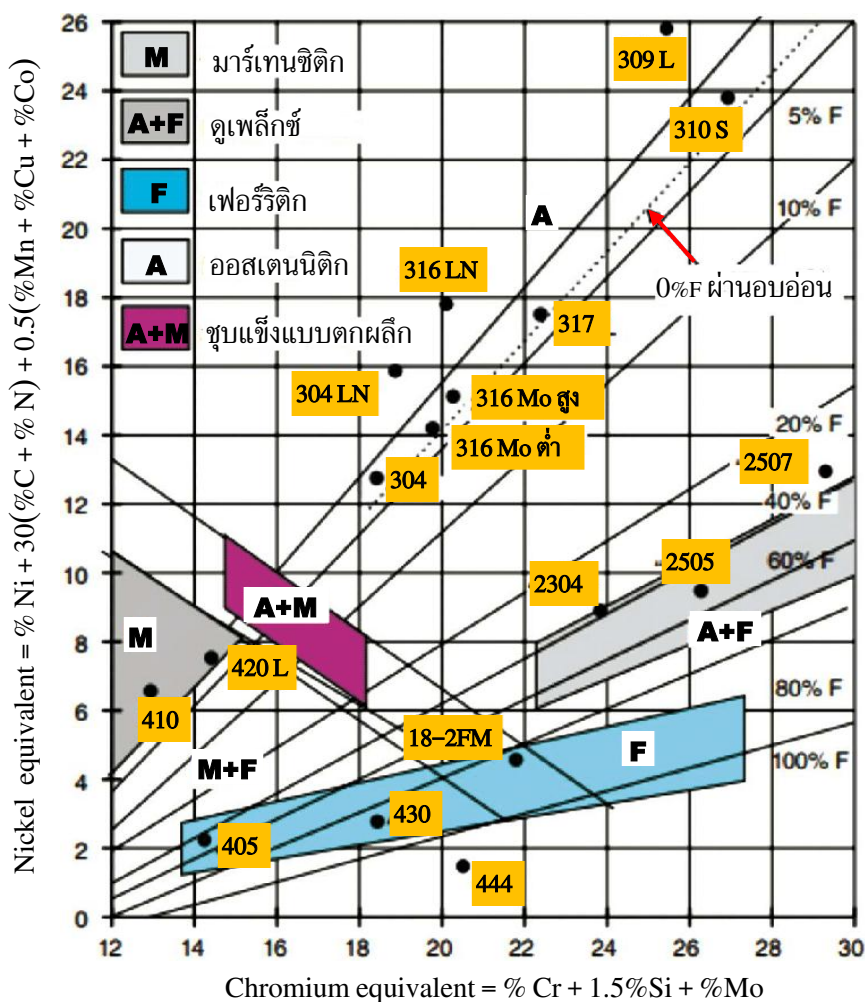 Nickel equivalent = % Ni + 30(%C + % N) + 0.5(%Mn + %Cu + %Co)
26
24
22
20
18
16
14
12
10
8
6
4
2
0
M มาร์เทนซิติก
A+F ดูเพล็กซ์
F เฟอร์ริติก
A ออสเตนนิติก
A+M ชุบแข็งแบบตกผลึก
309 L
310 S
5% F
10% F
A
316 LN
0%F ผ่านอบอ่อน
317
304 LN
316 Mo สูง
316 Mo ต่ำ
20% F
2507
304
40% F
2505
60% F
2304
A+M
A+F
M
420 L
410
80% F
18-2FM
F
100% F
M+F
430
405
444
12 14 16 18 20 22 24 26 28 30
Chromium equivalent = % Cr + 1.5%Si + %Mo